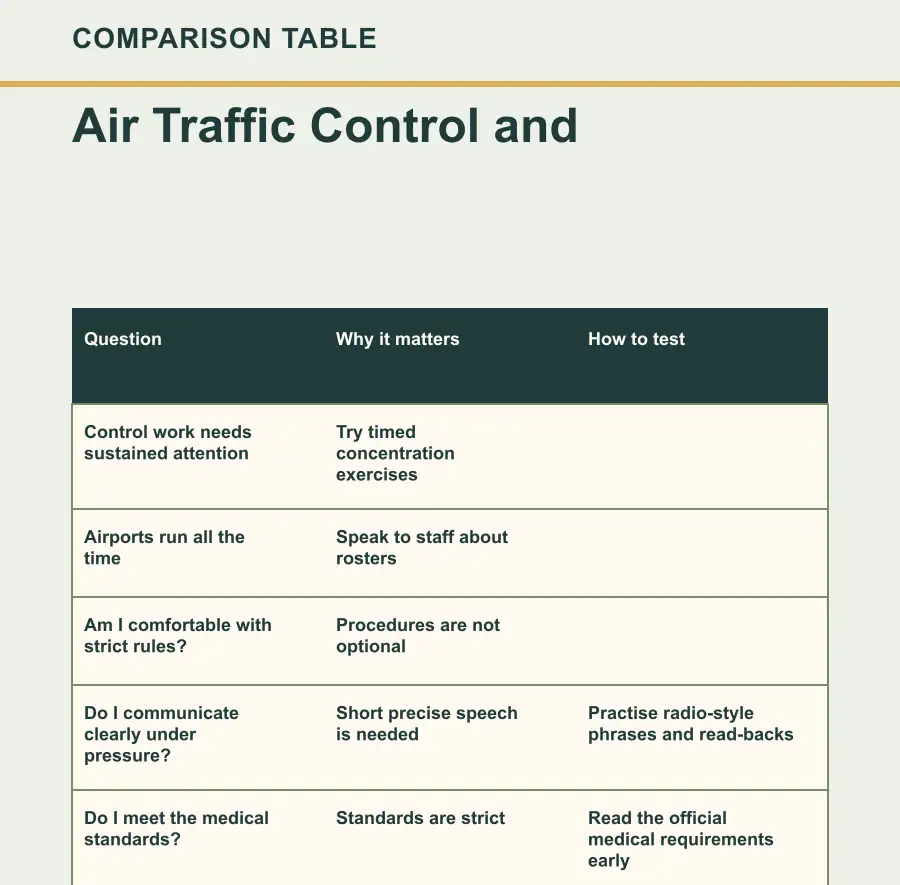 COMPARISON TABLE
Air Traffic Control and
Question
Why it matters
How to test
Control work needs
sustained attention
Try timed
concentration
exercises
Airports run all the
time
Speak to staff about
rosters
Am I comfortable with
strict rules?
Procedures are not
optional
Do I communicate
clearly under
pressure?
Short precise speech
is needed
Practise radio-style
phrases and read-backs
Do I meet the medical
standards?
Standards are strict
Read the official
medical requirements
early